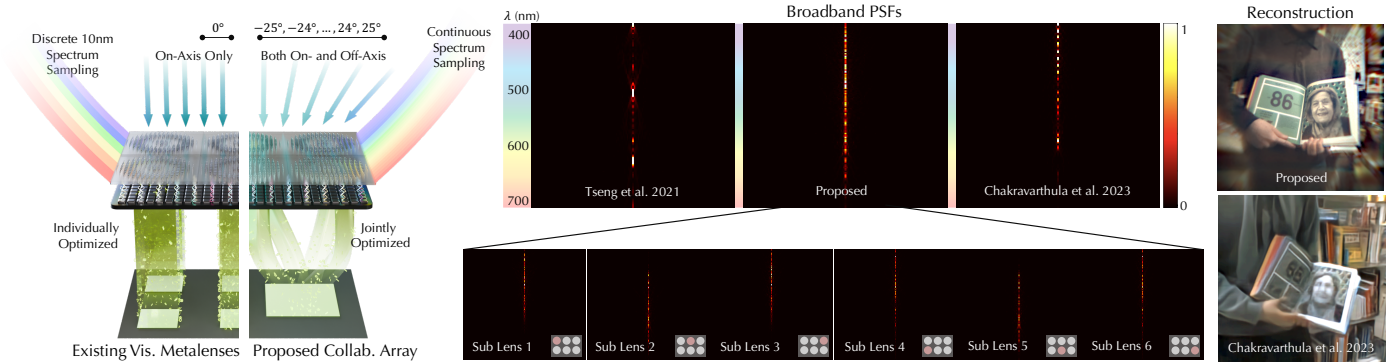 Discrete 10nm
Spectrum
Sampling
0°
On-Axis Only
−25°, −24°, ... , 24°, 25°
Both On- and Off-Axis
Continuous
Spectrum
Sampling
Individually
Optimized
Jointly
Optimized
Existing Vis. Metalenses
Proposed Collab. Array
λ (nm)
400
500
600
700
Broadband PSFs
Tseng et al. 2021
Proposed
Chakravarthula et al. 2023
1
0
Sub Lens 1
Sub Lens 2
Sub Lens 3
Sub Lens 4
Sub Lens 5
Sub Lens 6
Reconstruction
86
Proposed
Chakravarthula et al. 2023